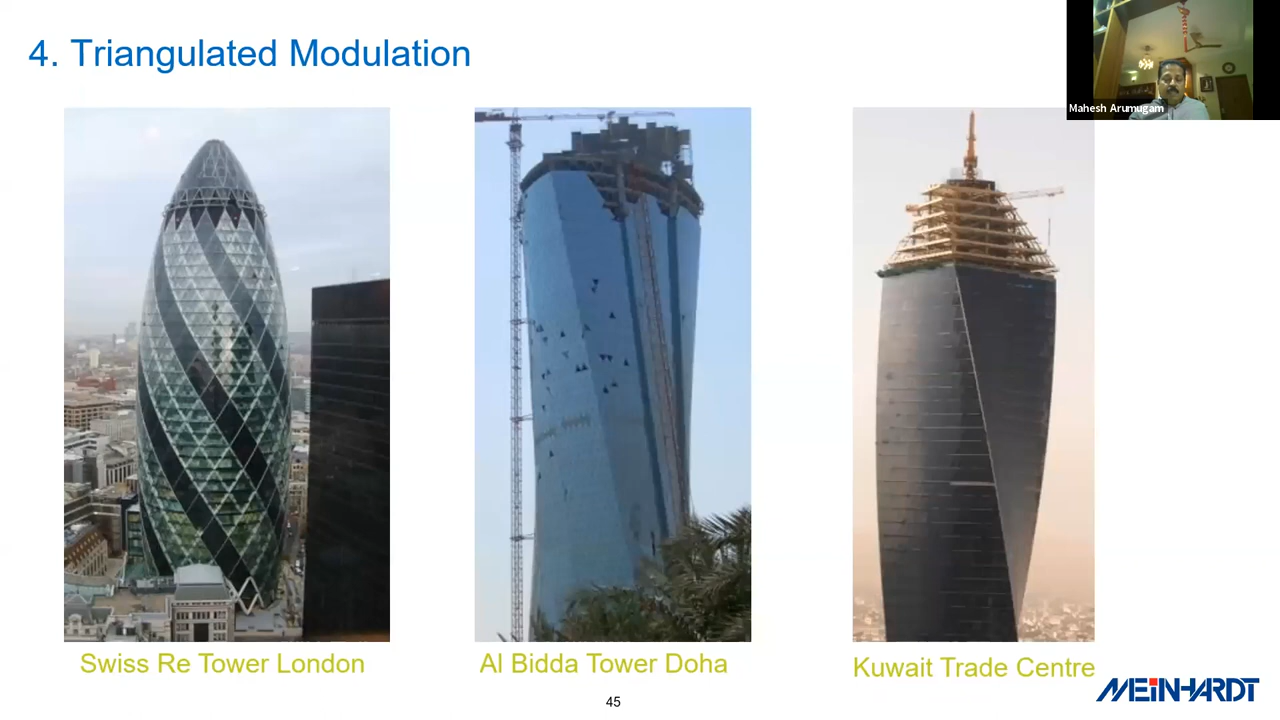 4. Triangulated Modulation
Mahesh Arumugam
Swiss Re Tower London
Al Bidda Tower Doha
Kuwait Trade Centre
45
MEINHARDT